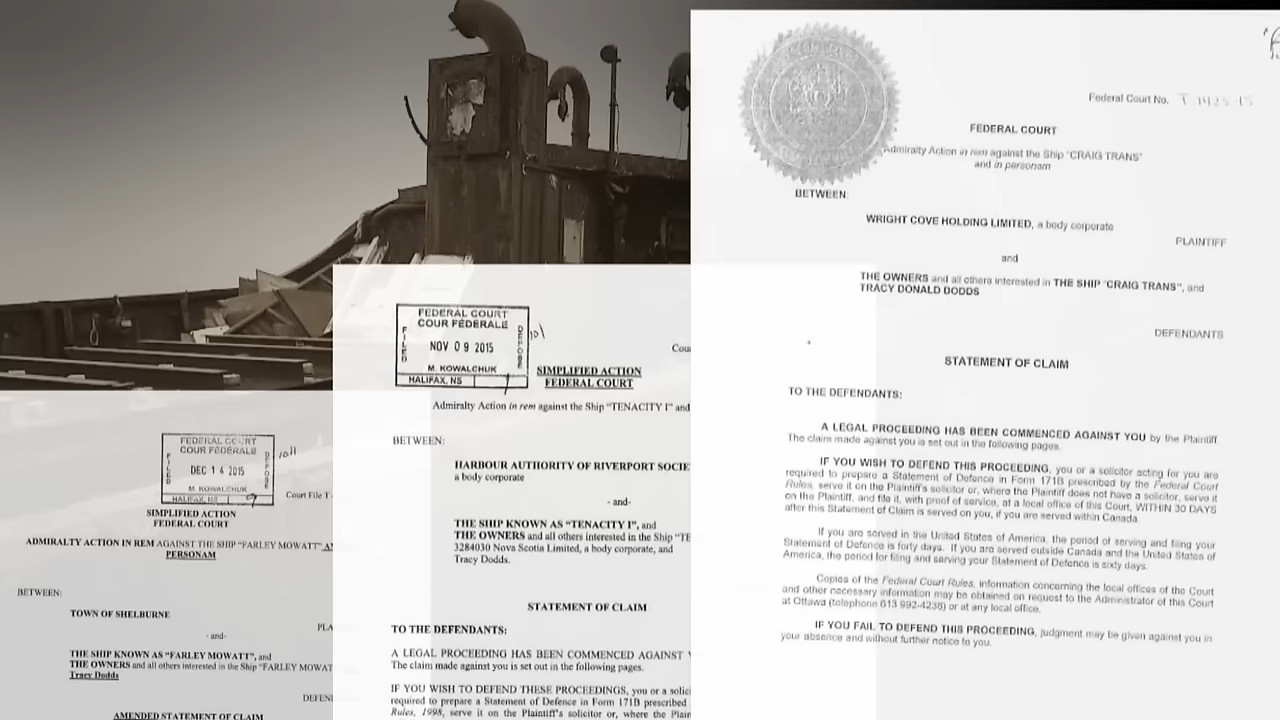 FEDERAL COURT
COUR FÉDÉRALE
FILED
DEC 14 2015
DÉPOSÉ
M. KOWALCHUK
HALIFAX, NS
Court File T-
SIMPLIFIED ACTION
FEDERAL COURT
ADMIRALTY ACTION IN REM AGAINST THE SHIP "FARLEY MOWATT"
PERSONAM
BETWEEN:
TOWN OF SHELBURNE
PLA
- and-
THE SHIP KNOWN AS "FARLEY MOWATT", and
THE OWNERS and all others interested in the Ship "FARLEY MOWAT
Tracy Dodds
DEFEN
AMENDED STATEMENT OF CLAIM
FEDERAL COURT
COUR FÉDÉRALE
FILED
NOV 09 2015
DÉPOSÉ
M. KOWALCHUK
HALIFAX, NS
Cou
SIMPLIFIED ACTION
FEDERAL COURT
Admiralty Action in rem against the Ship "TENACITY I" and
BETWEEN:
HARBOUR AUTHORITY OF RIVERPORT SOCIE
a body corporate
- and-
THE SHIP KNOWN AS "TENACITY I", and
THE OWNERS and all others interested in the Ship "TE
3284030 Nova Scotia Limited, a body corporate, and
Tracy Dodds.
STATEMENT OF CLAIM
TO THE DEFENDANTS:
A LEGAL PROCEEDING HAS BEEN COMMENCED AGAINST Y
The claim made against you is set out in the following pages.
IF YOU WISH TO DEFEND THESE PROCEEDINGS, you or a solici
required to prepare a Statement of Defence in Form 171B prescribed
Rules, 1998, serve it on the Plaintiff's solicitor or, where the Plain
Federal Court No. T 1425-15
FEDERAL COURT
Admiralty Action in rem against the Ship "CRAIG TRANS"
and in personam
BETWEEN:
WRIGHT COVE HOLDING LIMITED, a body corporate
PLAINTIFF
and
THE OWNERS and all others interested in THE SHIP "CRAIG TRANS", and
TRACY DONALD DODDS
DEFENDANTS
STATEMENT OF CLAIM
TO THE DEFENDANTS:
A LEGAL PROCEEDING HAS BEEN COMMENCED AGAINST YOU by the Plaintiff
The claim made against you is set out in the following pages.
IF YOU WISH TO DEFEND THIS PROCEEDING, you or a solicitor acting for you are
required to prepare a Statement of Defence in Form 171B prescribed by the Federal Court
Rules, serve it on the Plaintiff's solicitor or, where the Plaintiff does not have a solicitor, serve it
on the Plaintiff, and file it, with proof of service, at a local office of this Court, WITHIN 30 DAYS
after this Statement of Claim is served on you, if you are served within Canada.
If you are served in the United States of America, the period of serving and filing your
Statement of Defence is forty days. If you are served outside Canada and the United States of
America, the period for filing and serving your Statement of Defence is sixty days.
Copies of the Federal Court Rules, information concerning the local offices of the Court
and other necessary information may be obtained on request to the Administrator of this Court
at Ottawa (telephone 613 992-4238) or at any local office.
IF YOU FAIL TO DEFEND THIS PROCEEDING, judgment may be given against you in
your absence and without further notice to you.